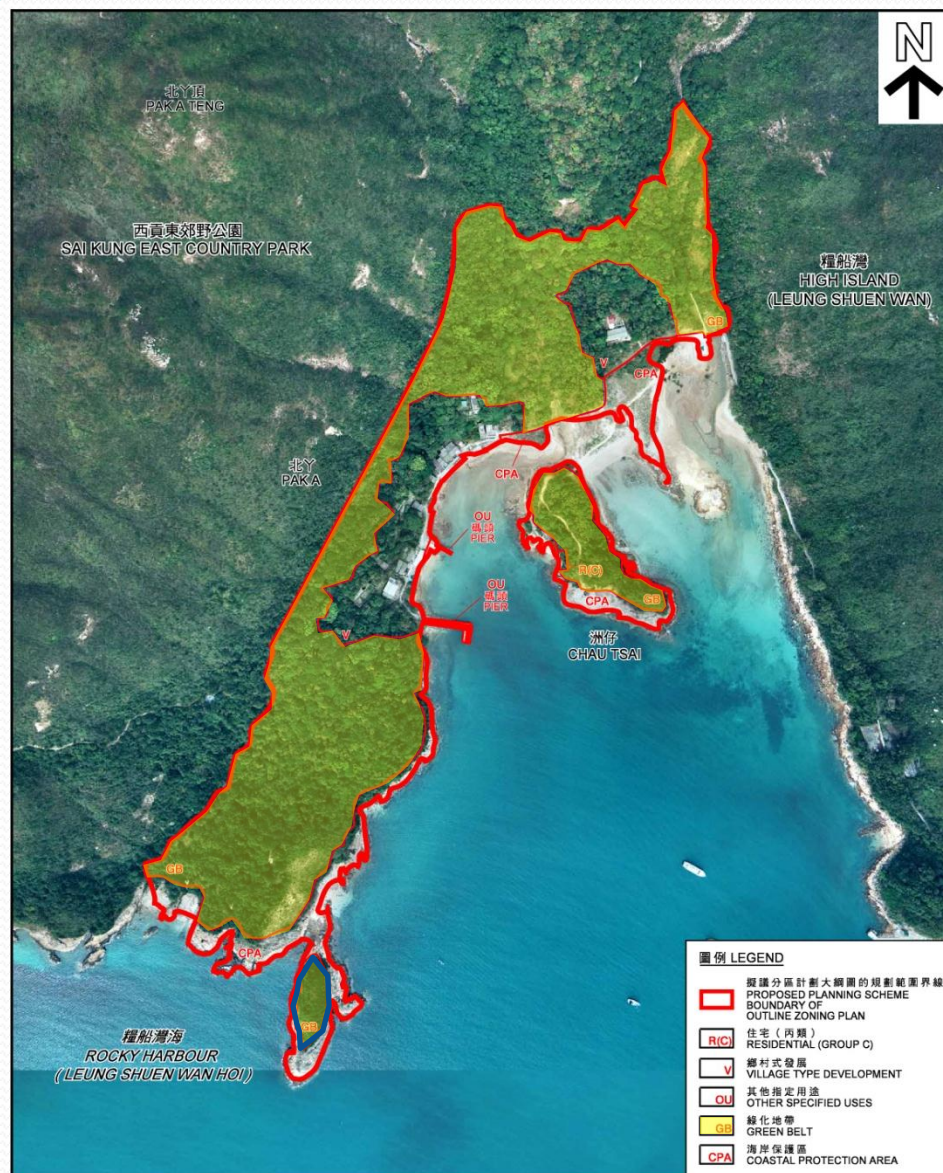 N
北丫頂
PAK A TENG
西貢東郊野公園
SAI KUNG EAST COUNTRY PARK
糧船灣
HIGH ISLAND
(LEUNG SHUEN WAN)
GB
V
CPA
北丫
PAK A
CPA
OU
碼頭
PIER
R(C)
OU
碼頭
PIER
CPA
GB
V
洲仔
CHAU TSAI
GB
CPA
GB
糧船灣海
ROCKY HARBOUR
(LEUNG SHUEN WAN HOI)
圖例 LEGEND
擬議分區計劃大綱圖的規劃範圍界線
PROPOSED PLANNING SCHEME
BOUNDARY OF
OUTLINE ZONING PLAN
R(C)
住宅(丙類)
RESIDENTIAL (GROUP C)
V
鄉村式發展
VILLAGE TYPE DEVELOPMENT
OU
其他指定用途
OTHER SPECIFIED USES
GB
綠化地帶
GREEN BELT
CPA
海岸保護區
COASTAL PROTECTION AREA